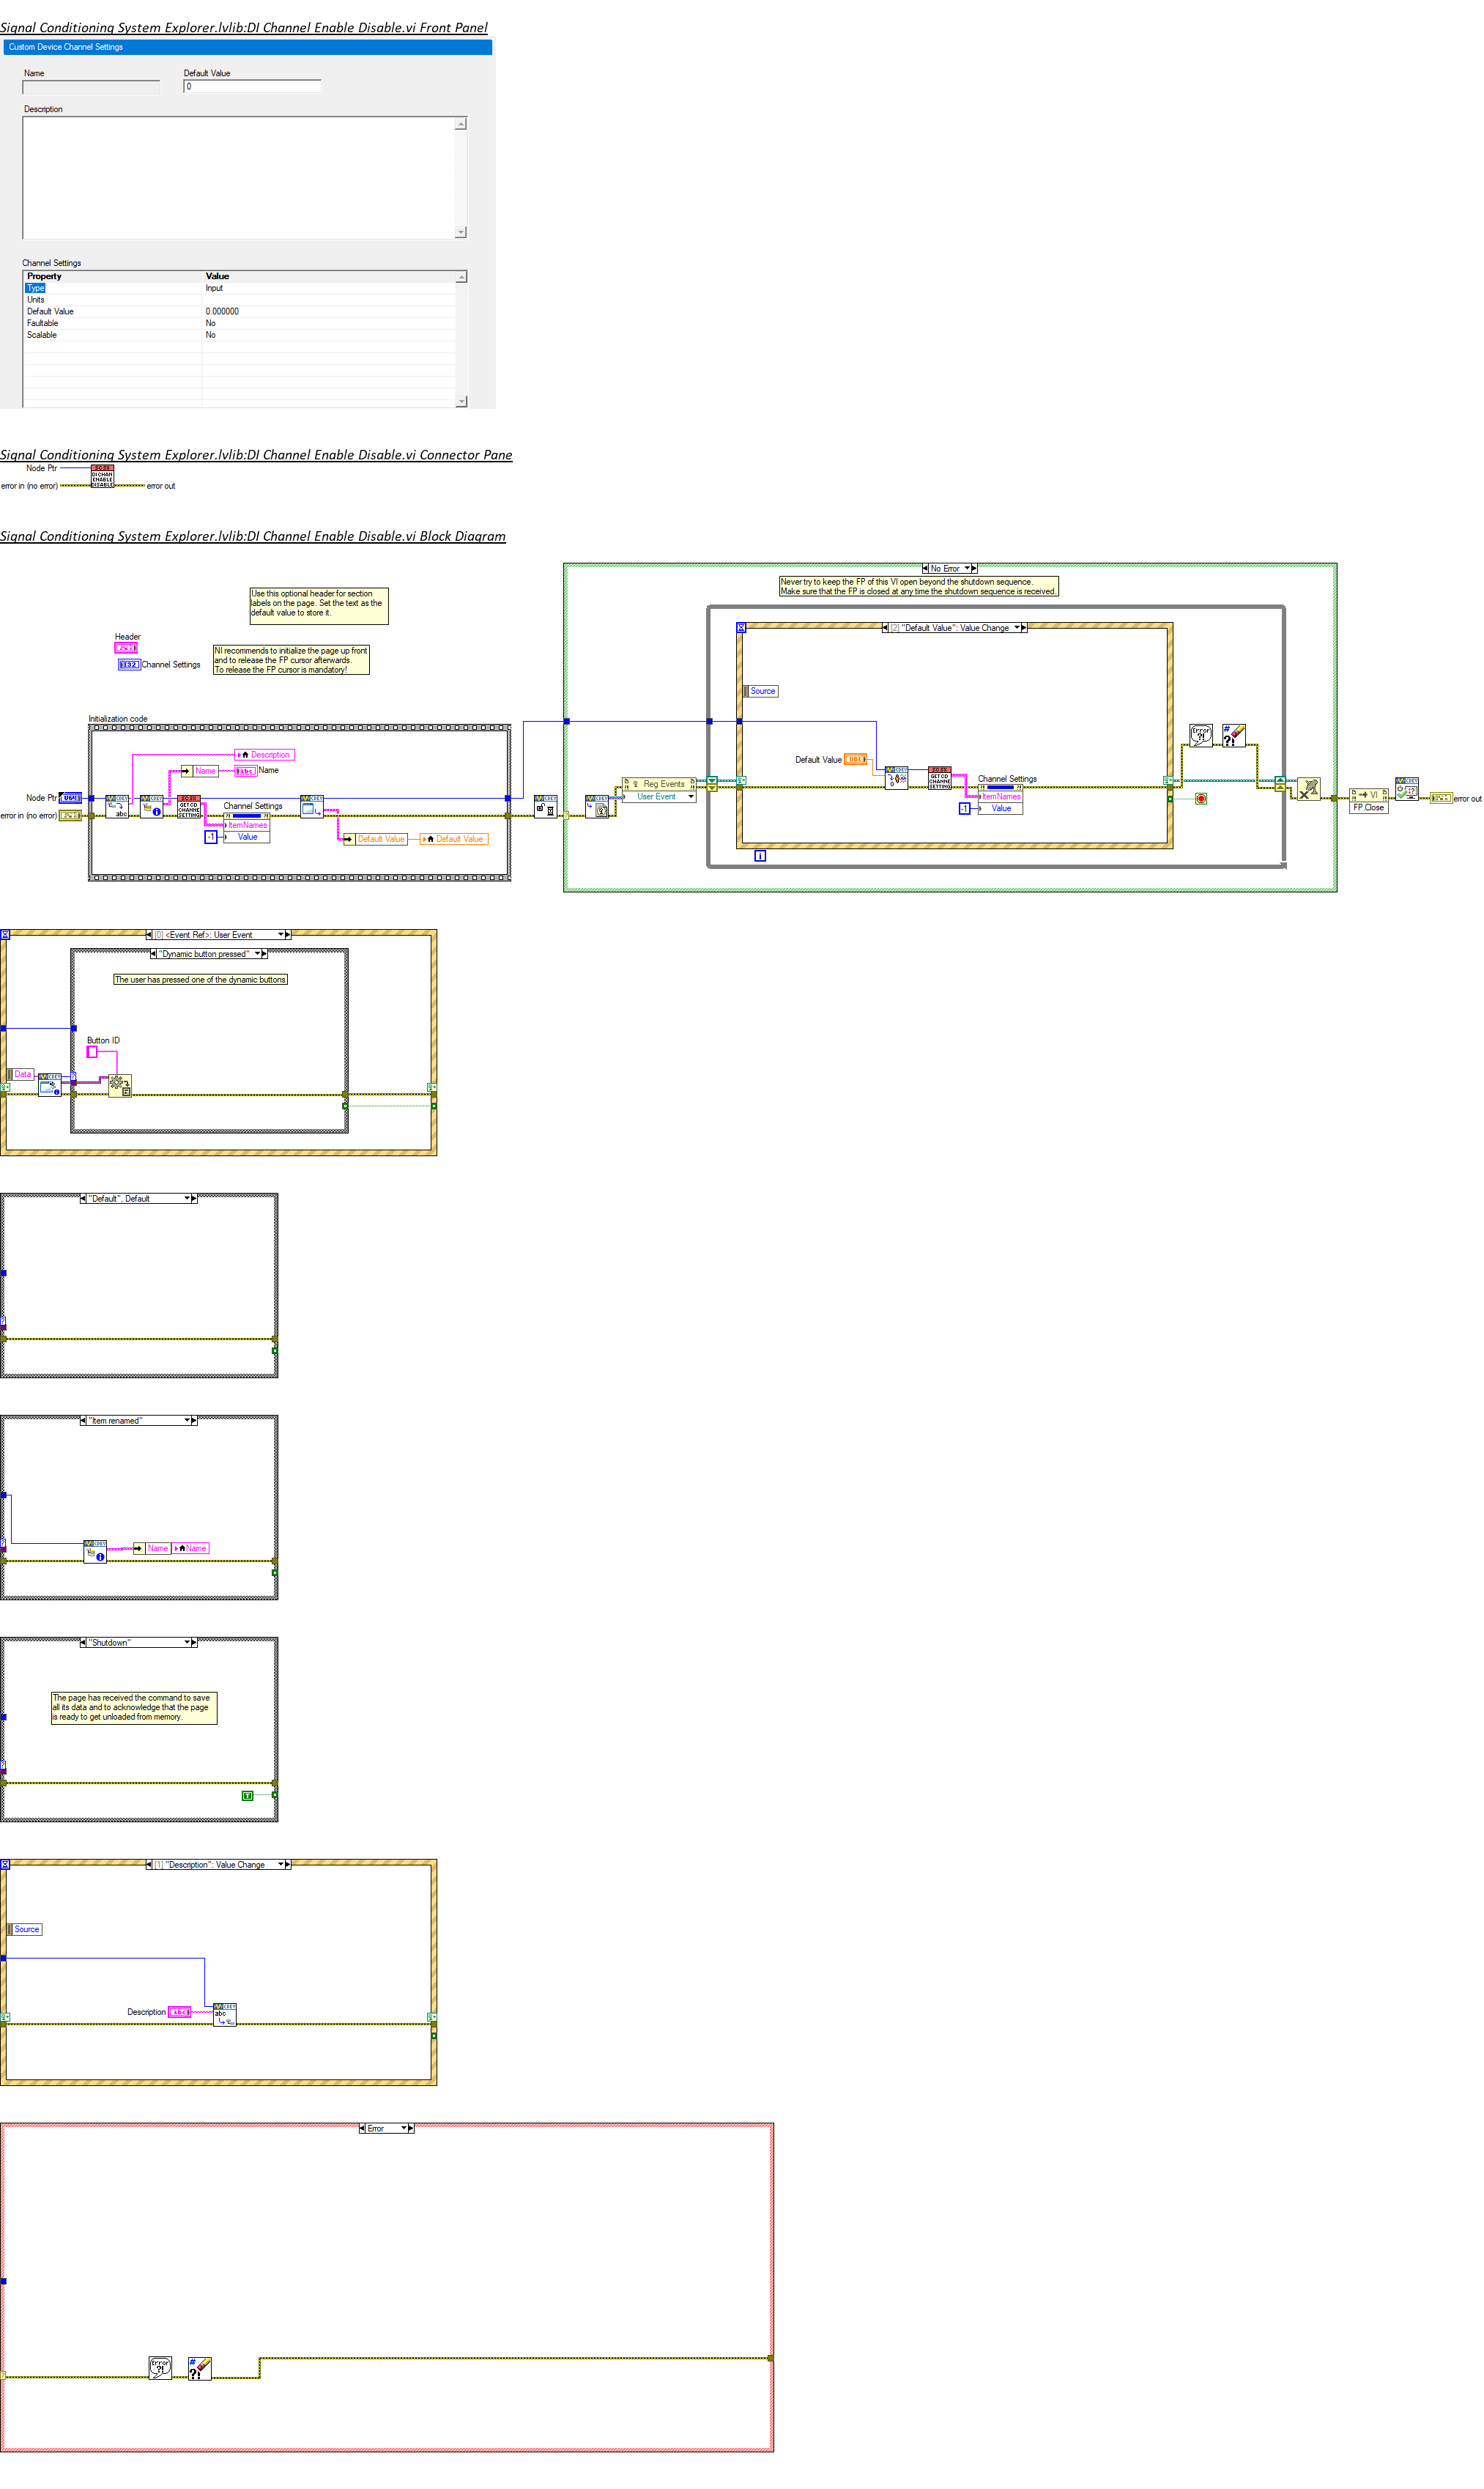 Signal Conditioning System Explorer.lvlib:DI Channel Enable Disable.vi Front Panel
Custom Device Channel Settings
Name
Default Value
0
Description
Channel Settings
Property Value
Type Input
Units
Default Value 0.000000
Faultable No
Scalable No
Signal Conditioning System Explorer.lvlib:DI Channel Enable Disable.vi Connector Pane
Node Ptr
DI CHAN
ENABLE
DISABLE
error in (no error)
error out
Signal Conditioning System Explorer.lvlib:DI Channel Enable Disable.vi Block Diagram
No Error
Never try to keep the FP of this VI open beyond the shutdown sequence.
Make sure that the FP is closed at any time the shutdown sequence is received.
Use this optional header for section
labels on the page. Set the text as the
default value to store it.
[2] "Default Value": Value Change
Header
Channel Settings
NI recommends to initialize the page up front
and to release the FP cursor afterwards.
To release the FP cursor is mandatory!
Source
Initialization code
Description
Name
Name
Default Value
DBL
Node Ptr
U64
abc
GET CD
CHANNE
SETTING
Channel Settings
ItemNames
-1
Value
error in (no error)
Default Value
Default Value
Reg Events
User Event
GET CD
CHANNE
SETTING
Channel Settings
ItemNames
-1
Value
Error
?!
#
?!
VI
FP.Close
error out
i
[0] <Event Ref>: User Event
"Dynamic button pressed"
The user has pressed one of the dynamic buttons
Button ID
Data
"Default", Default
"Item renamed"
Name
Name
"Shutdown"
The page has received the command to save
all its data and to acknowledge that the page
is ready to get unloaded from memory.
T
[1] "Description": Value Change
Source
Description
abc
abc
Error
Error
?!
#
?!